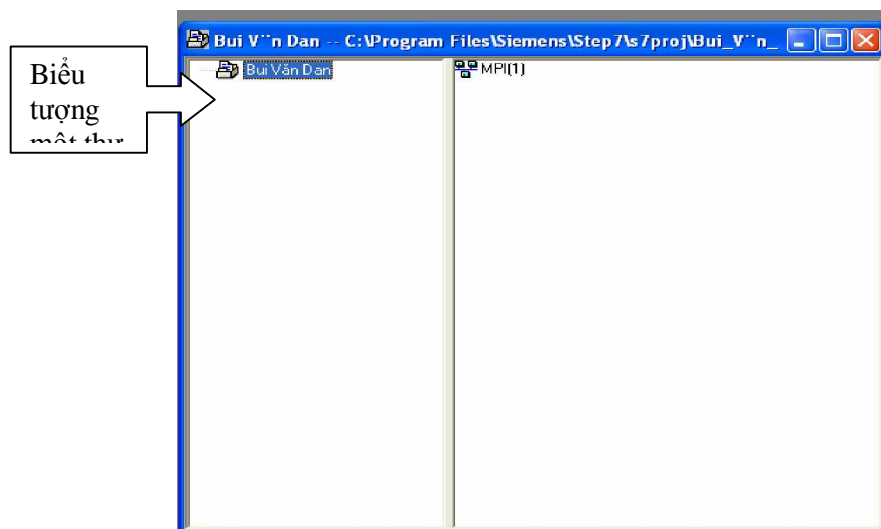 Bui V¨n Dan -- C:\Program Files\Siemens\Step7\s7proj\Bui_V¨n_
Biểu
tượng
Bui Văn Dan
MPI(1)